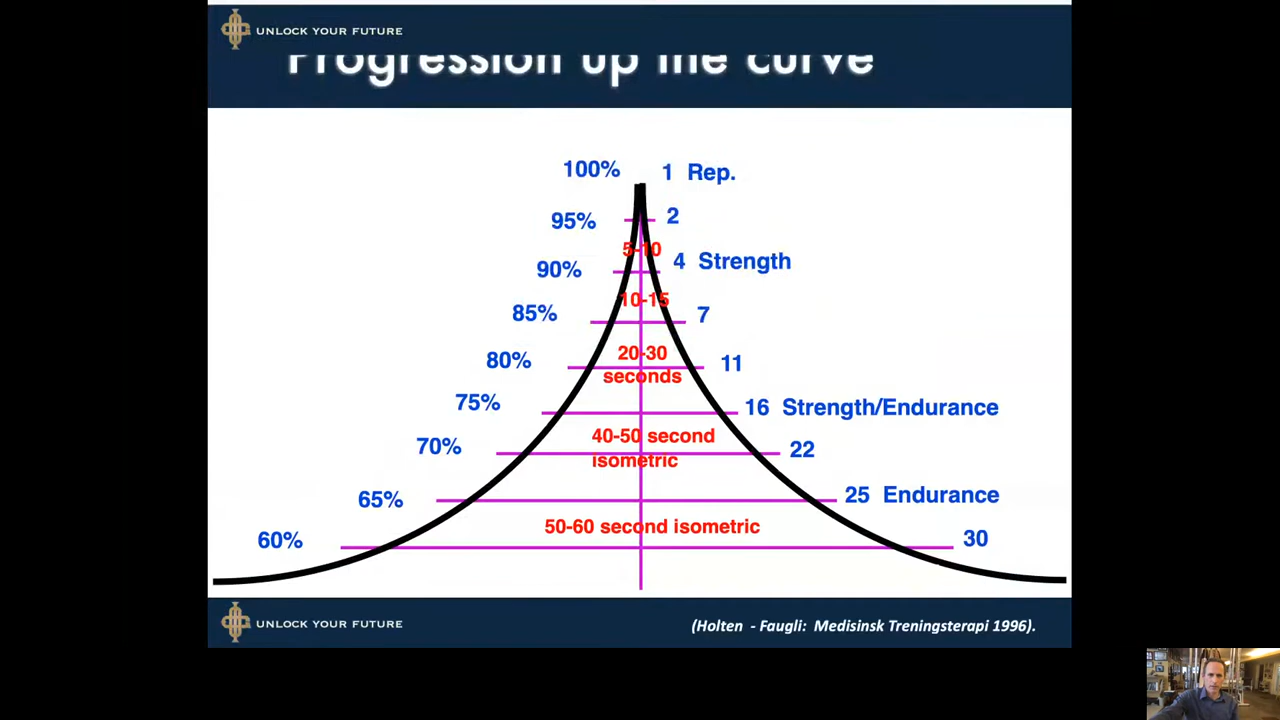 UNLOCK YOUR FUTURE
Progression up the curve
100% 1 Rep.
95% 2
5-10
90% 4 Strength
10-15
85% 7
20-30
80% 11
seconds
75% 16 Strength/Endurance
40-50 second
70% 22
isometric
65% 25 Endurance
50-60 second isometric
60% 30
UNLOCK YOUR FUTURE
(Holten - Faugli: Medisinsk Treningsterapi 1996).